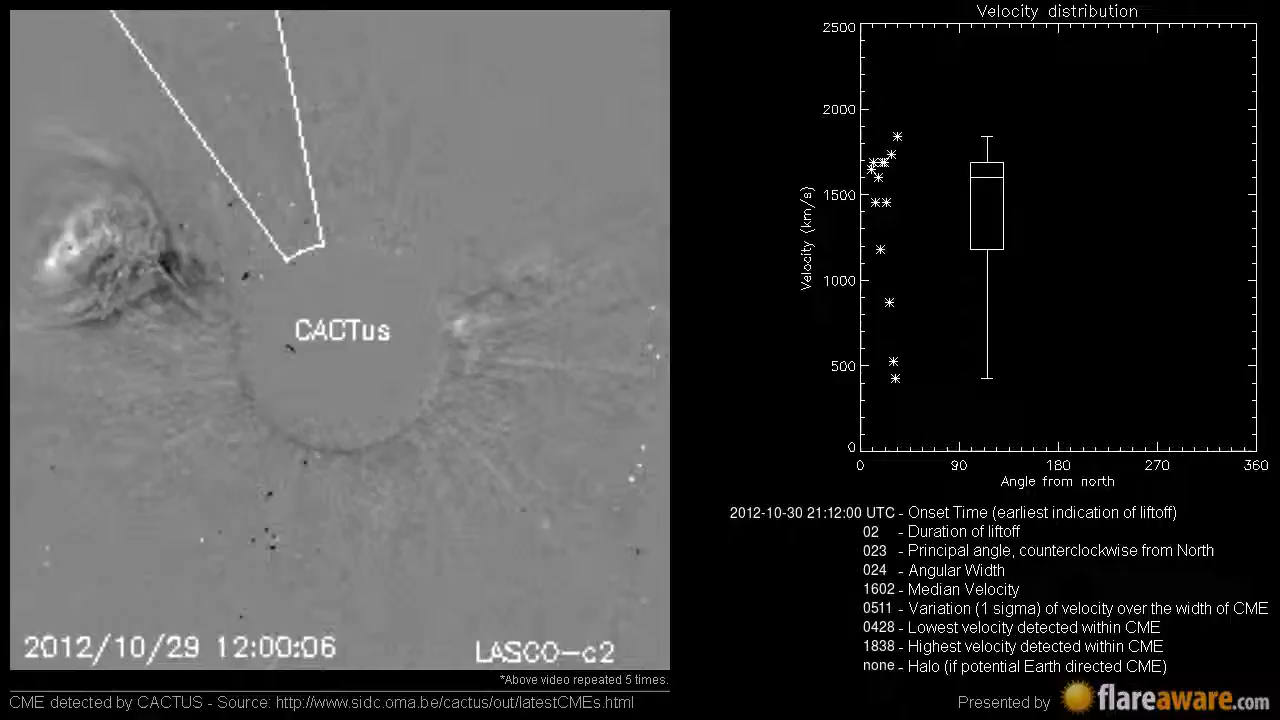 Velocity distribution
2500
2000
1500
1000
500
0
Velocity (km/s)
0 90 180 270 360
Angle from north
CACTus
2012/10/29 12:00:06 LASCO-c2
*Above video repeated 5 times.
2012-10-30 21:12:00 UTC - Onset Time (earliest indication of liftoff)
02 - Duration of liftoff
023 - Principal angle, counterclockwise from North
024 - Angular Width
1602 - Median Velocity
0511 - Variation (1 sigma) of velocity over the width of CME
0428 - Lowest velocity detected within CME
1838 - Highest velocity detected within CME
none - Halo (if potential Earth directed CME)
CME detected by CACTUS - Source: http://www.sidc.oma.be/cactus/out/latestCMEs.html
Presented by flareaware.com